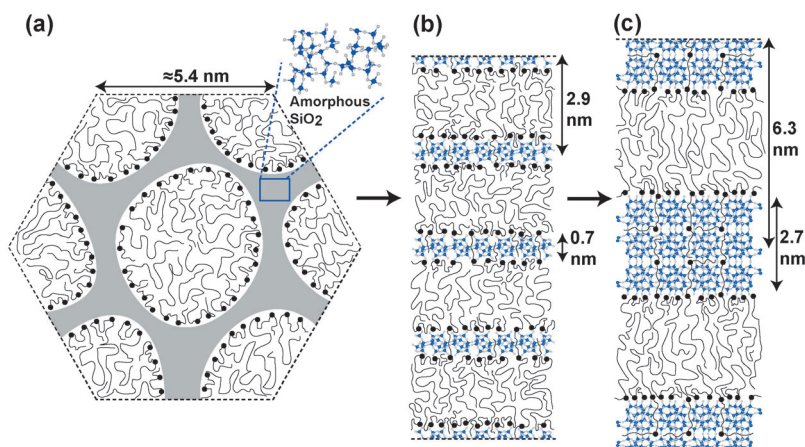 (a)
≈5.4 nm
Amorphous
SiO2
(b)
2.9
nm
0.7
nm
(c)
6.3
nm
2.7
nm